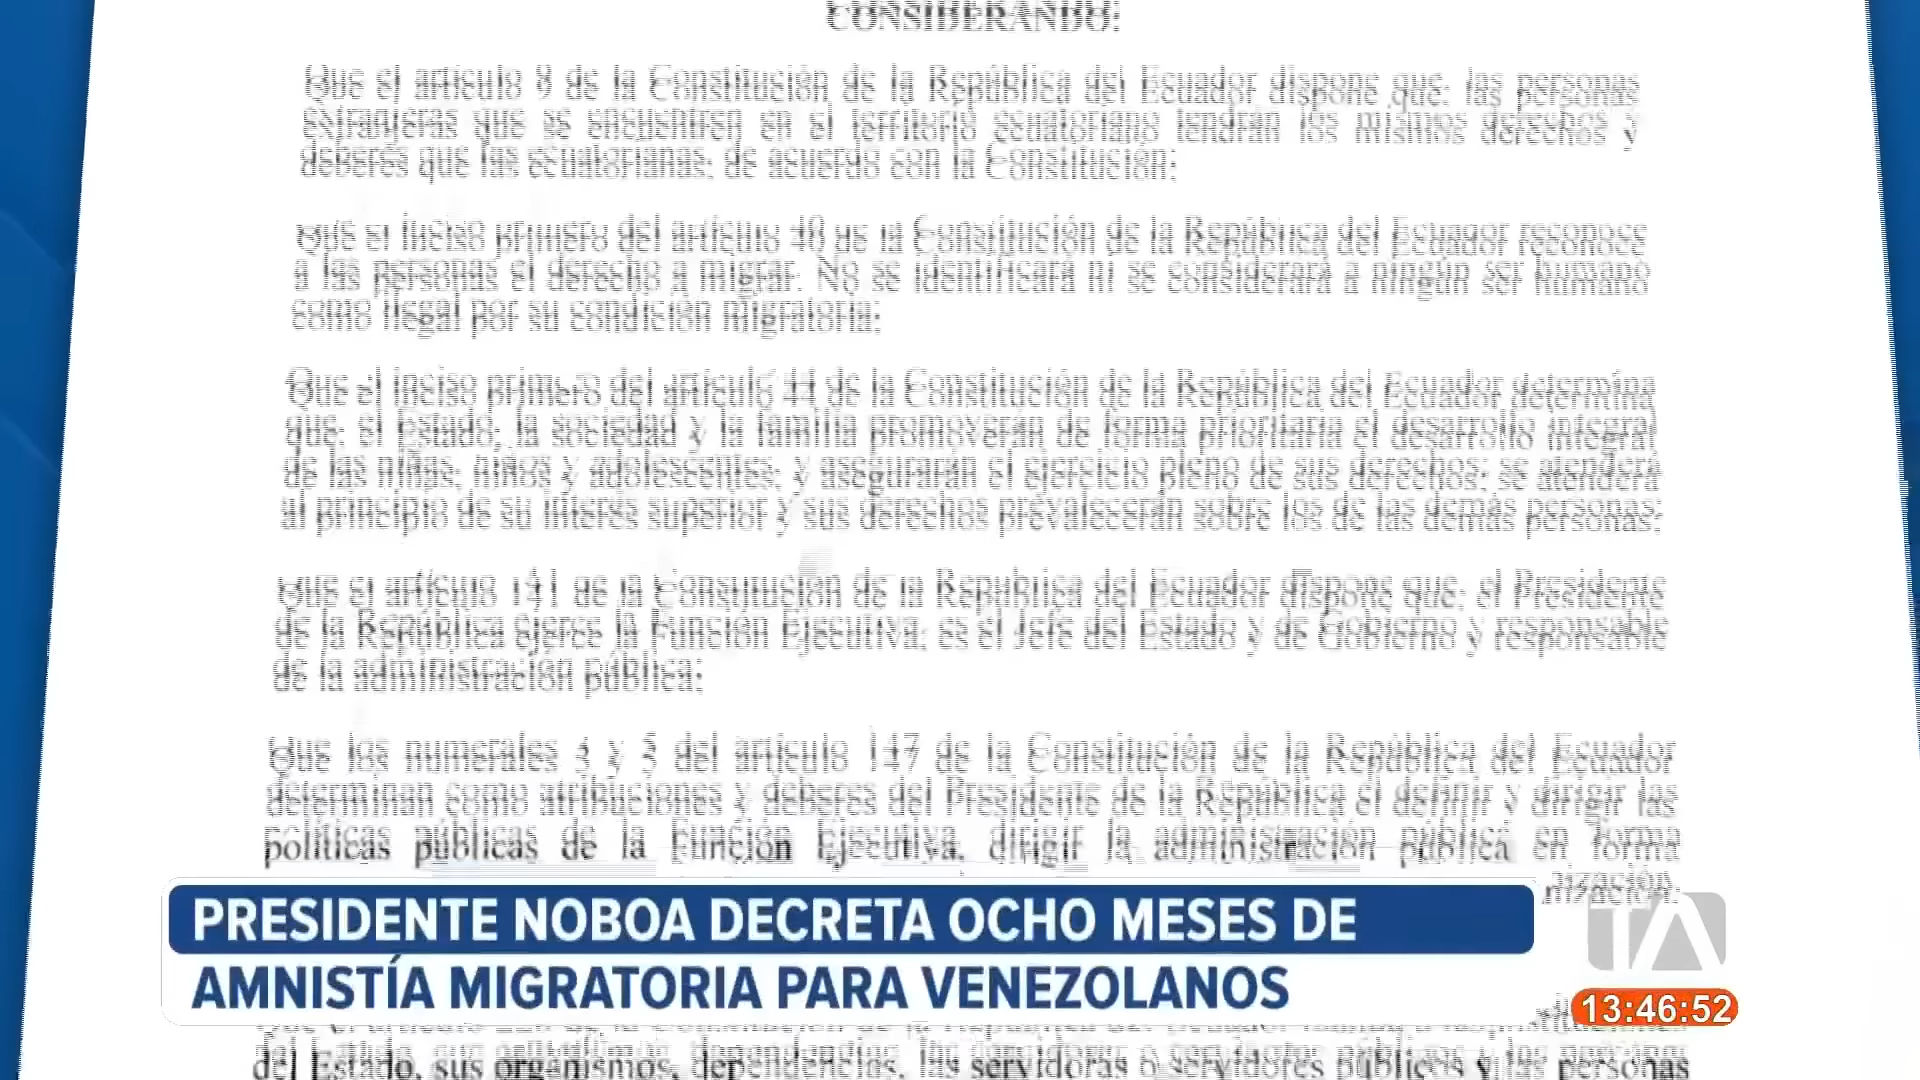 CONSIDERANDO:
Que el artículo 9 de la Constitución de la República del Ecuador dispone que: las personas
extranjeras que se encuentren en el territorio ecuatoriano tendrán los mismos derechos y
deberes que las ecuatorianas, de acuerdo con la Constitución;
Que el inciso primero del artículo 40 de la Constitución de la República del Ecuador reconoce
a las personas el derecho a migrar. No se identificará ni se considerará a ningún ser humano
como ilegal por su condición migratoria;
Que el inciso primero del artículo 44 de la Constitución de la República del Ecuador determina
que: el Estado, la sociedad y la familia promoverán de forma prioritaria el desarrollo integral
de las niñas, niños y adolescentes, y asegurarán el ejercicio pleno de sus derechos; se atenderá
al principio de su interés superior y sus derechos prevalecerán sobre los de las demás personas;
Que el artículo 141 de la Constitución de la República del Ecuador dispone que: el Presidente
de la República ejerce la Función Ejecutiva, es el Jefe del Estado y de Gobierno y responsable
de la administración pública;
Que los numerales 3 y 5 del artículo 147 de la Constitución de la República del Ecuador
determinan como atribuciones y deberes del Presidente de la República el definir y dirigir las
políticas públicas de la Función Ejecutiva, dirigir la administración pública en forma
PRESIDENTE NOBOA DECRETA OCHO MESES DE
AMNISTÍA MIGRATORIA PARA VENEZOLANOS
TA
13:46:52
del Estado, sus organismos, dependencias, las servidoras o servidores públicos y las personas